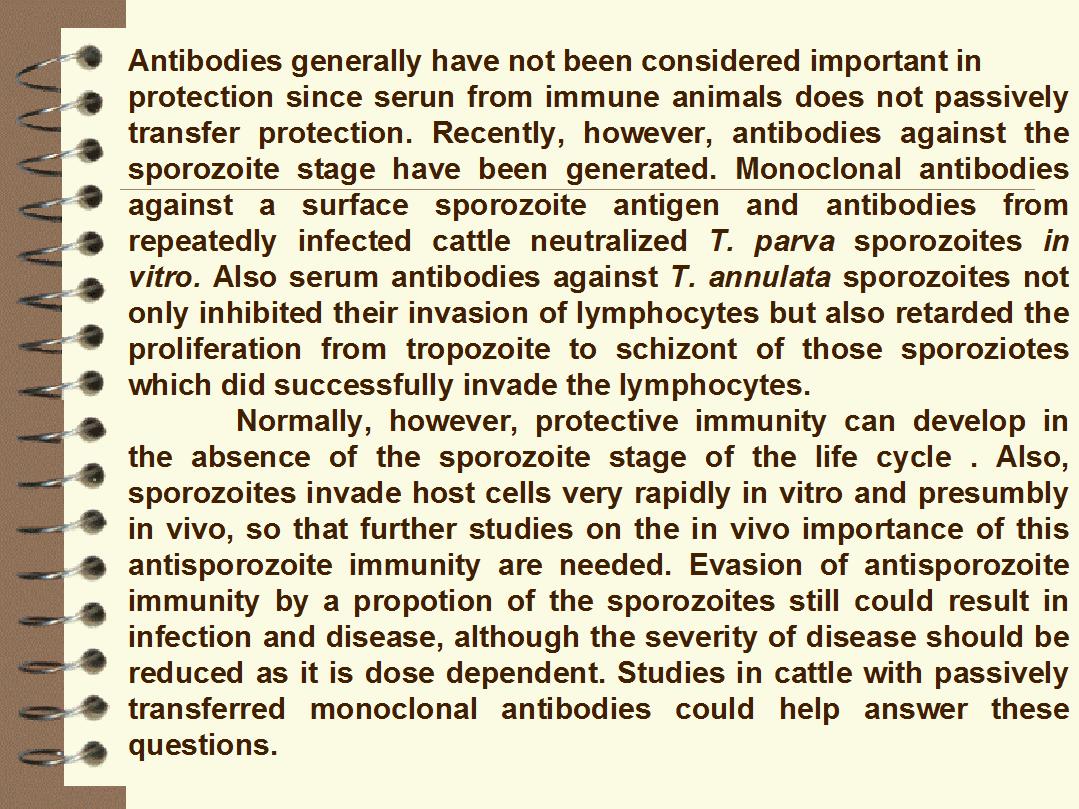 Antibodies generally have not been considered important in
protection since serun from immune animals does not passively
transfer protection. Recently, however, antibodies against the
sporozoite stage have been generated. Monoclonal antibodies
against a surface sporozoite antigen and antibodies from
repeatedly infected cattle neutralized T. parva sporozoites in
vitro. Also serum antibodies against T. annulata sporozoites not
only inhibited their invasion of lymphocytes but also retarded the
proliferation from tropozoite to schizont of those sporoziotes
which did successfully invade the lymphocytes.
Normally, however, protective immunity can develop in
the absence of the sporozoite stage of the life cycle . Also,
sporozoites invade host cells very rapidly in vitro and presumbly
in vivo, so that further studies on the in vivo importance of this
antisporozoite immunity are needed. Evasion of antisporozoite
immunity by a propotion of the sporozoites still could result in
infection and disease, although the severity of disease should be
reduced as it is dose dependent. Studies in cattle with passively
transferred monoclonal antibodies could help answer these
questions.